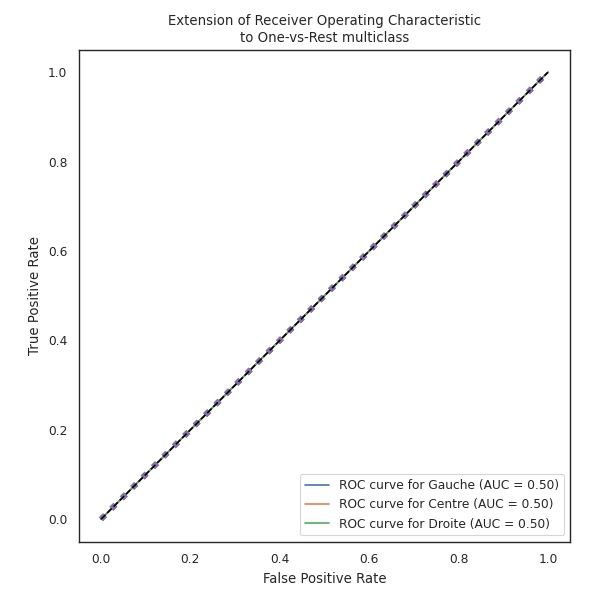 Extension of Receiver Operating Characteristic
to One-vs-Rest multiclass
1.0
0.8
0.6
0.4
0.2
0.0
True Positive Rate
ROC curve for Gauche (AUC = 0.50)
ROC curve for Centre (AUC = 0.50)
ROC curve for Droite (AUC = 0.50)
0.0 0.2 0.4 0.6 0.8 1.0
False Positive Rate